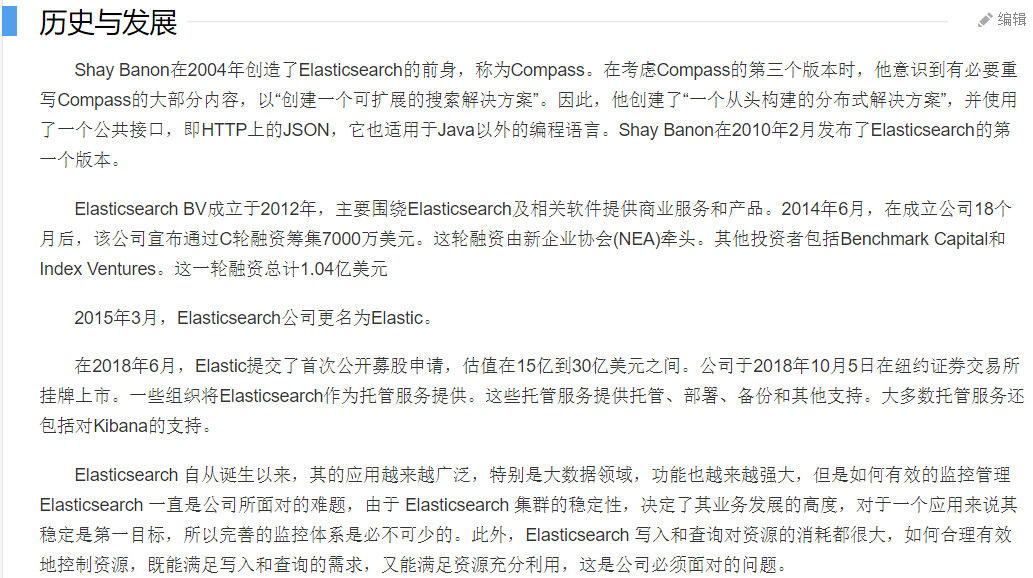 历史与发展
编辑
Shay Banon在2004年创造了Elasticsearch的前身，称为Compass。在考虑Compass的第三个版本时，他意识到有必要重
写Compass的大部分内容，以“创建一个可扩展的搜索解决方案”。因此，他创建了“一个从头构建的分布式解决方案”，并使用
了一个公共接口，即HTTP上的JSON，它也适用于Java以外的编程语言。Shay Banon在2010年2月发布了Elasticsearch的第
一个版本。
Elasticsearch BV成立于2012年，主要围绕Elasticsearch及相关软件提供商业服务和产品。2014年6月，在成立公司18个
月后，该公司宣布通过C轮融资筹集7000万美元。这轮融资由新企业协会(NEA)牵头。其他投资者包括Benchmark Capital和
Index Ventures。这一轮融资总计1.04亿美元
2015年3月，Elasticsearch公司更名为Elastic。
在2018年6月，Elastic提交了首次公开募股申请，估值在15亿到30亿美元之间。公司于2018年10月5日在纽约证券交易所
挂牌上市。一些组织将Elasticsearch作为托管服务提供。这些托管服务提供托管、部署、备份和其他支持。大多数托管服务还
包括对Kibana的支持。
Elasticsearch 自从诞生以来，其的应用越来越广泛，特别是大数据领域，功能也越来越强大，但是如何有效的监控管理
Elasticsearch 一直是公司所面对的难题，由于 Elasticsearch 集群的稳定性，决定了其业务发展的高度，对于一个应用来说其
稳定是第一目标，所以完善的监控体系是必不可少的。此外，Elasticsearch 写入和查询对资源的消耗都很大，如何合理有效
地控制资源，既能满足写入和查询的需求，又能满足资源充分利用，这是公司必须面对的问题。